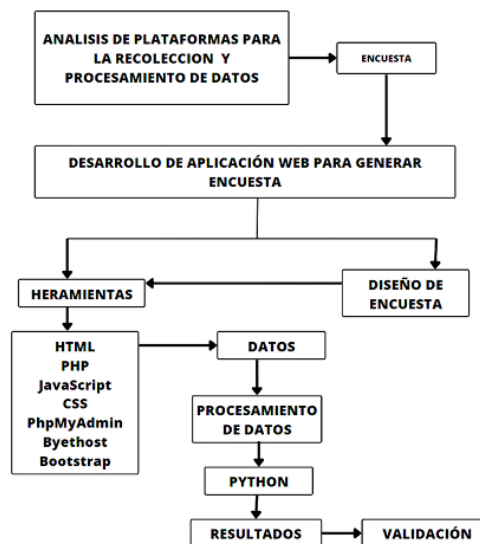 ANALISIS DE PLATAFORMAS PARA
LA RECOLECCION Y
PROCESAMIENTO DE DATOS
ENCUESTA
DESARROLLO DE APLICACIÓN WEB PARA GENERAR
ENCUESTA
HERAMIENTAS
DISEÑO DE
ENCUESTA
HTML
PHP
JavaScript
CSS
PhpMyAdmin
Byethost
Bootstrap
DATOS
PROCESAMIENTO
DE DATOS
PYTHON
RESULTADOS
VALIDACIÓN